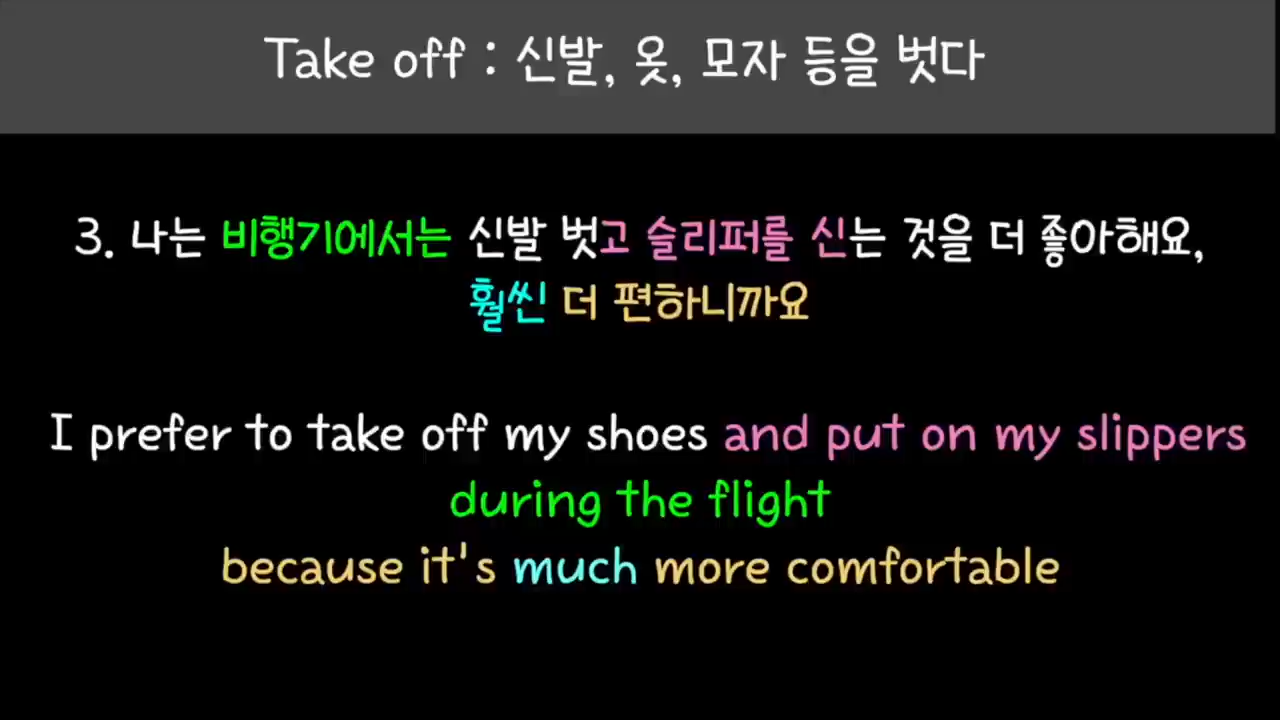 Take off : 신발, 옷, 모자 등을 벗다
3. 나는 비행기에서는 신발 벗고 슬리퍼를 신는 것을 더 좋아해요,
훨씬 더 편하니까요
I prefer to take off my shoes and put on my slippers
during the flight
because it's much more comfortable